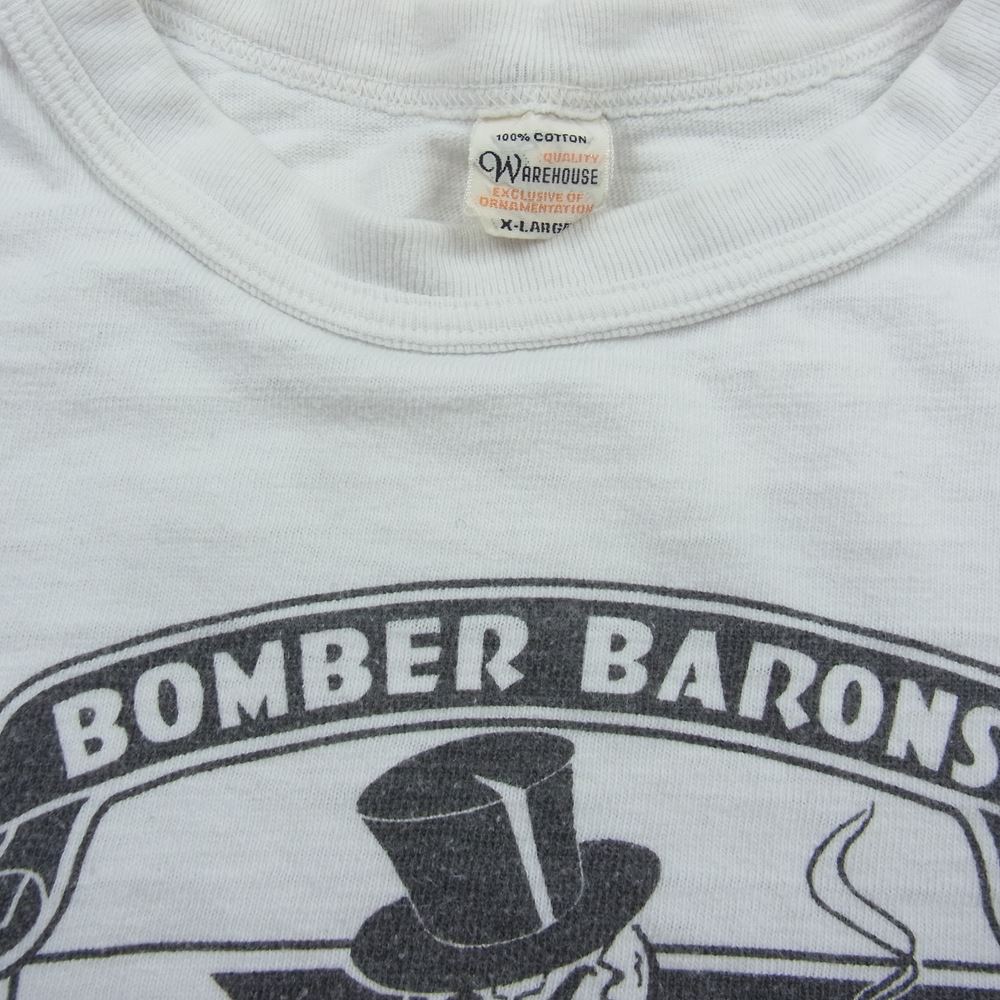 100% COTTON
QUALITY
WAREHOUSE
EXCLUSIVE OF
ORNAMENTATION
X-LARGE
BOMBER BARONS